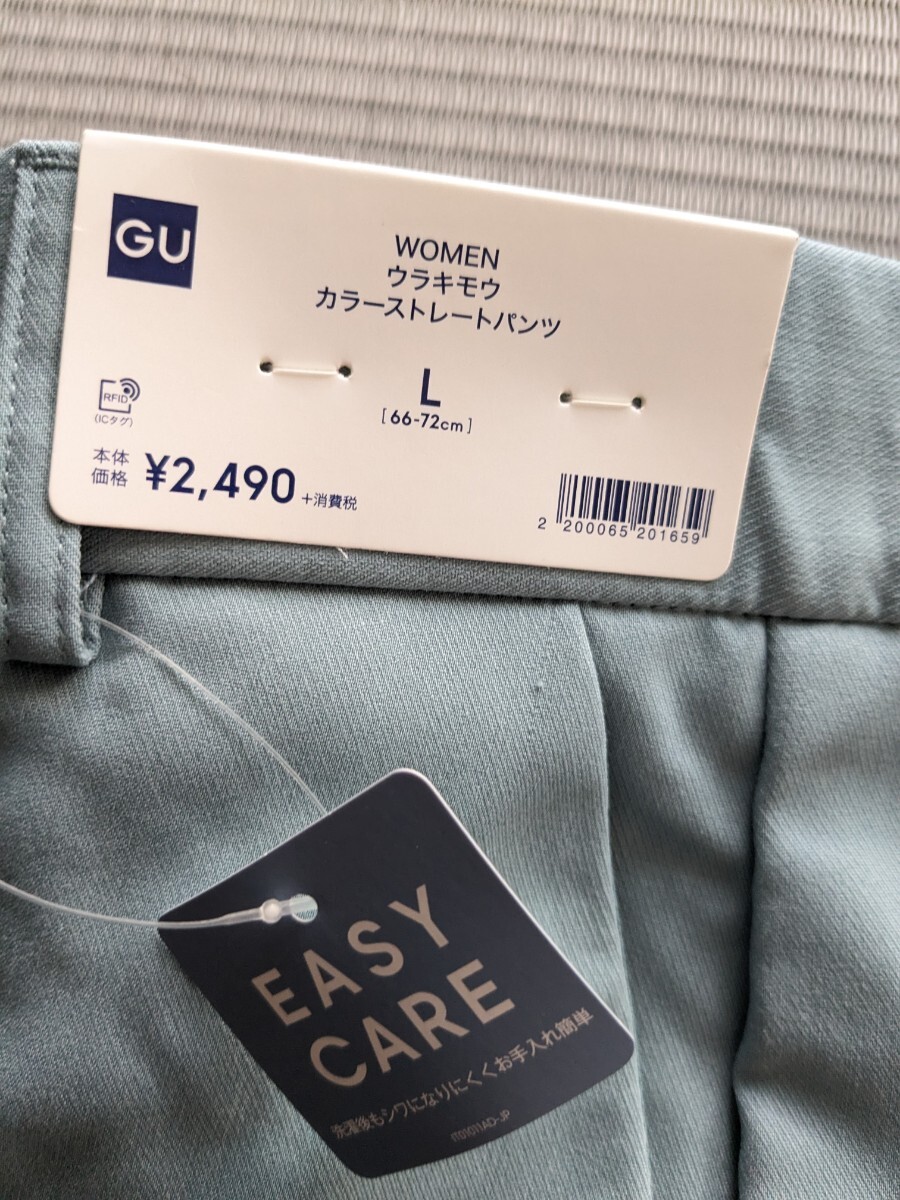 GU
WOMEN
ウラキモウ
カラーストレートパンツ
L
[66-72cm]
RFID
(ICタグ)
本体
価格 ¥2,490 +消費税
2 200065 201659
EASY
CARE
洗濯後もシワになりにくくお手入れ簡単
IT01011AD-JP